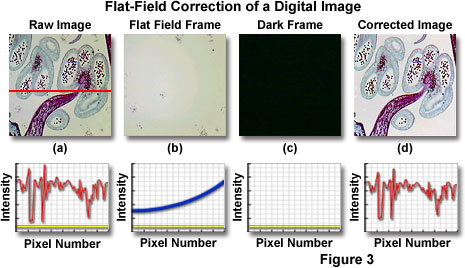 Flat-Field Correction of a Digital Image
Raw Image
Flat Field Frame
Dark Frame
Corrected Image
(a)
(b)
(c)
(d)
Intensity
Pixel Number
Intensity
Pixel Number
Intensity
Pixel Number
Intensity
Pixel Number
Figure 3